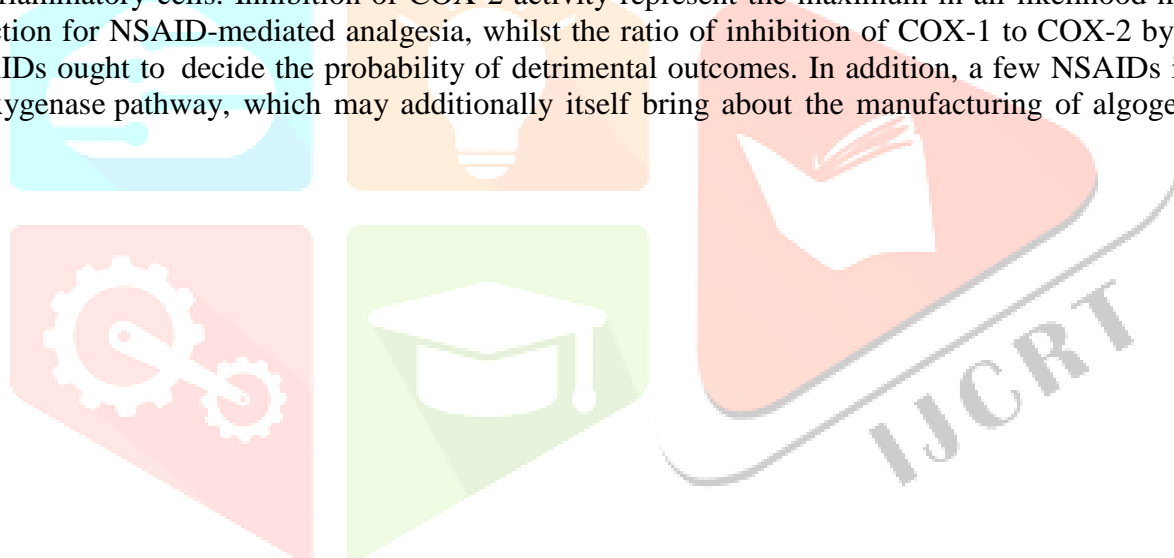 flammatory cells. Inhibition of COX-2 activity represent the maximum in all likelihood
ction for NSAID-mediated analgesia, whilst the ratio of inhibition of COX-1 to COX-2 by
IDs ought to decide the probability of detrimental outcomes. In addition, a few NSAIDs
xygenase pathway, which may additionally itself bring about the manufacturing of algoge
IJCRT